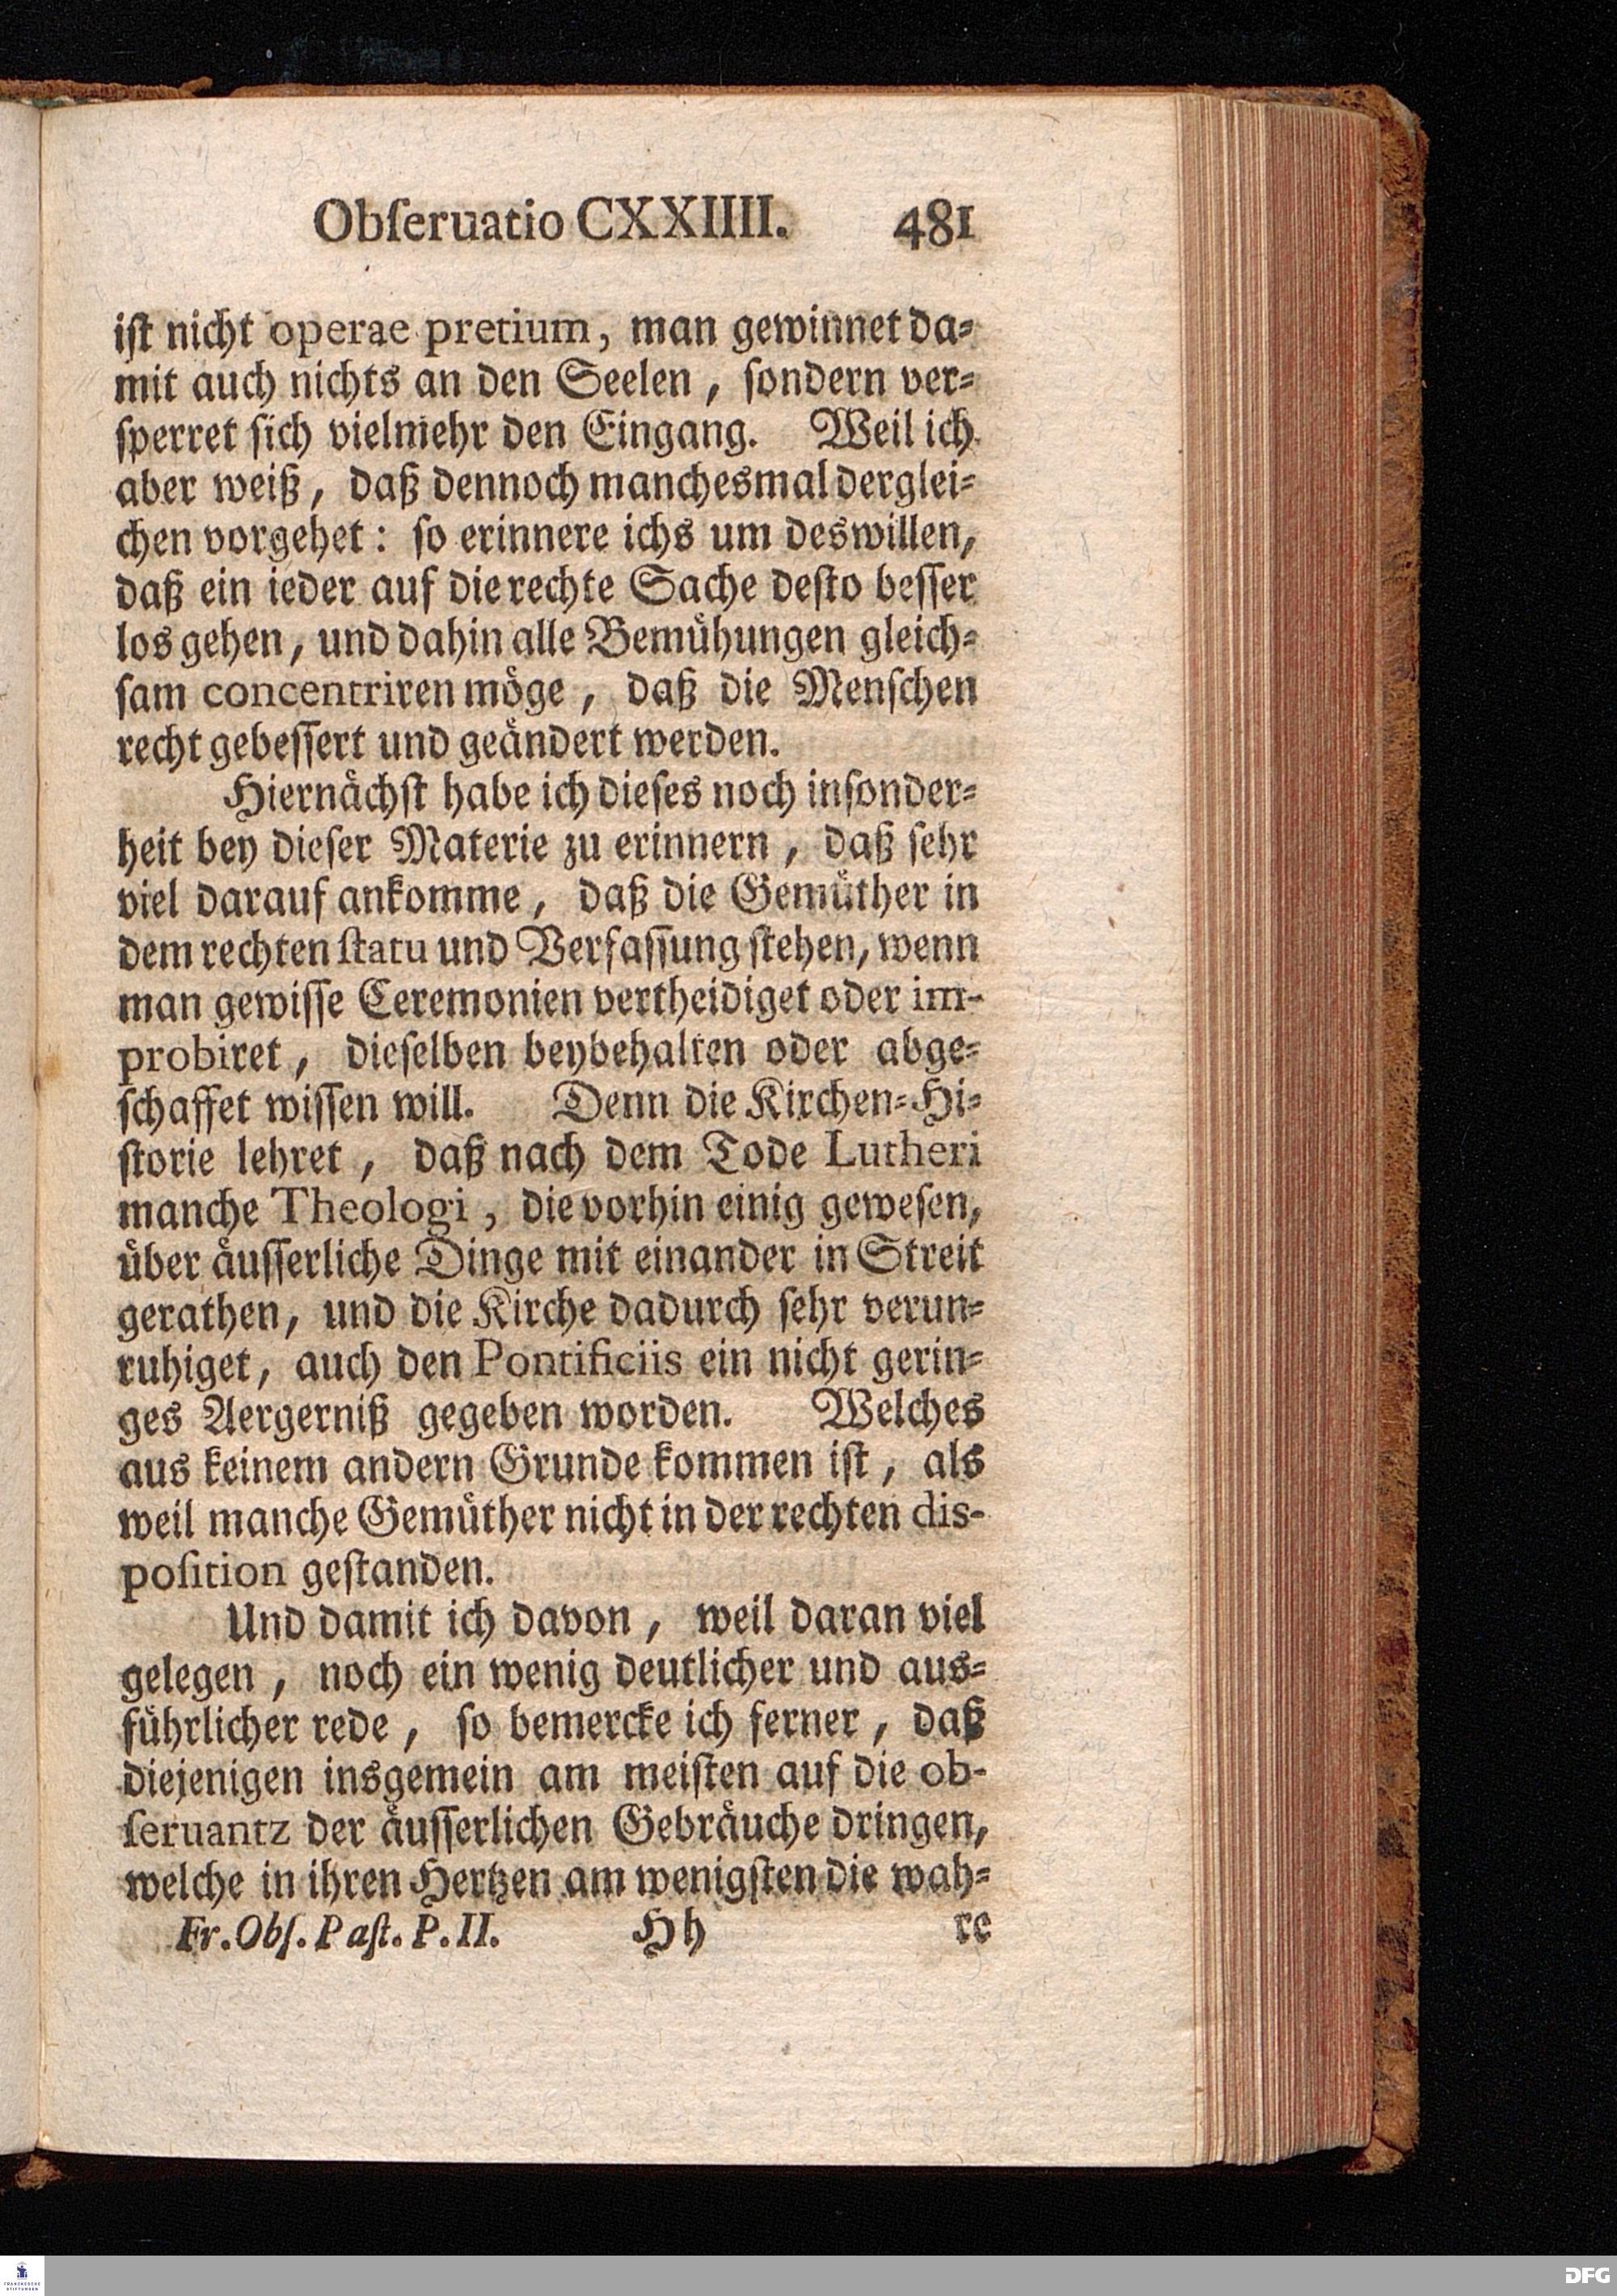 Obſeruatio CXXIIII. 481
iſt nicht operae pretium, man gewinnet da⸗
mit auch nichts an den Seelen, ſondern ver⸗
ſperret ſich vielmehr den Eingang. Weil ich
aber weiß, daß dennoch manchesmal derglei⸗
chen vorgehet: ſo erinnere ichs um deswillen,
daß ein ieder auf die rechte Sache deſto beſſer
los gehen, und dahin alle Bemühungen gleich⸗
ſam concentriren möge, daß die Menſchen
recht gebeſſert und geändert werden.
Hiernächſt habe ich dieſes noch inſonder⸗
heit bey dieſer Materie zu erinnern, daß ſehr
viel darauf ankomme, daß die Gemüther in
dem rechten ſtatu und Verfaſſung ſtehen, wenn
man gewiſſe Ceremonien vertheidiget oder im-
probiret, dieſelben beybehalten oder abge⸗
ſchaffet wiſſen will. Denn die Kirchen⸗Hi⸗
ſtorie lehret, daß nach dem Tode Lutheri
manche Theologi, die vorhin einig geweſen,
über äuſſerliche Dinge mit einander in Streit
gerathen, und die Kirche dadurch ſehr verun⸗
ruhiget, auch den Pontificiis ein nicht gerin⸗
ges Aergerniß gegeben worden. Welches
aus keinem andern Grunde kommen iſt, als
weil manche Gemüther nicht in der rechten dis-
poſition geſtanden.
Und damit ich davon, weil daran viel
gelegen, noch ein wenig deutlicher und aus⸗
führlicher rede, ſo bemercke ich ferner, daß
diejenigen insgemein am meiſten auf die ob-
ſeruantz der äuſſerlichen Gebräuche dringen,
welche in ihren Hertzen am wenigſten die wah⸗
Fr. Obſ. Paſt. P. II. Hh re
FRANCKESCHE
STIFTUNGEN
DFG